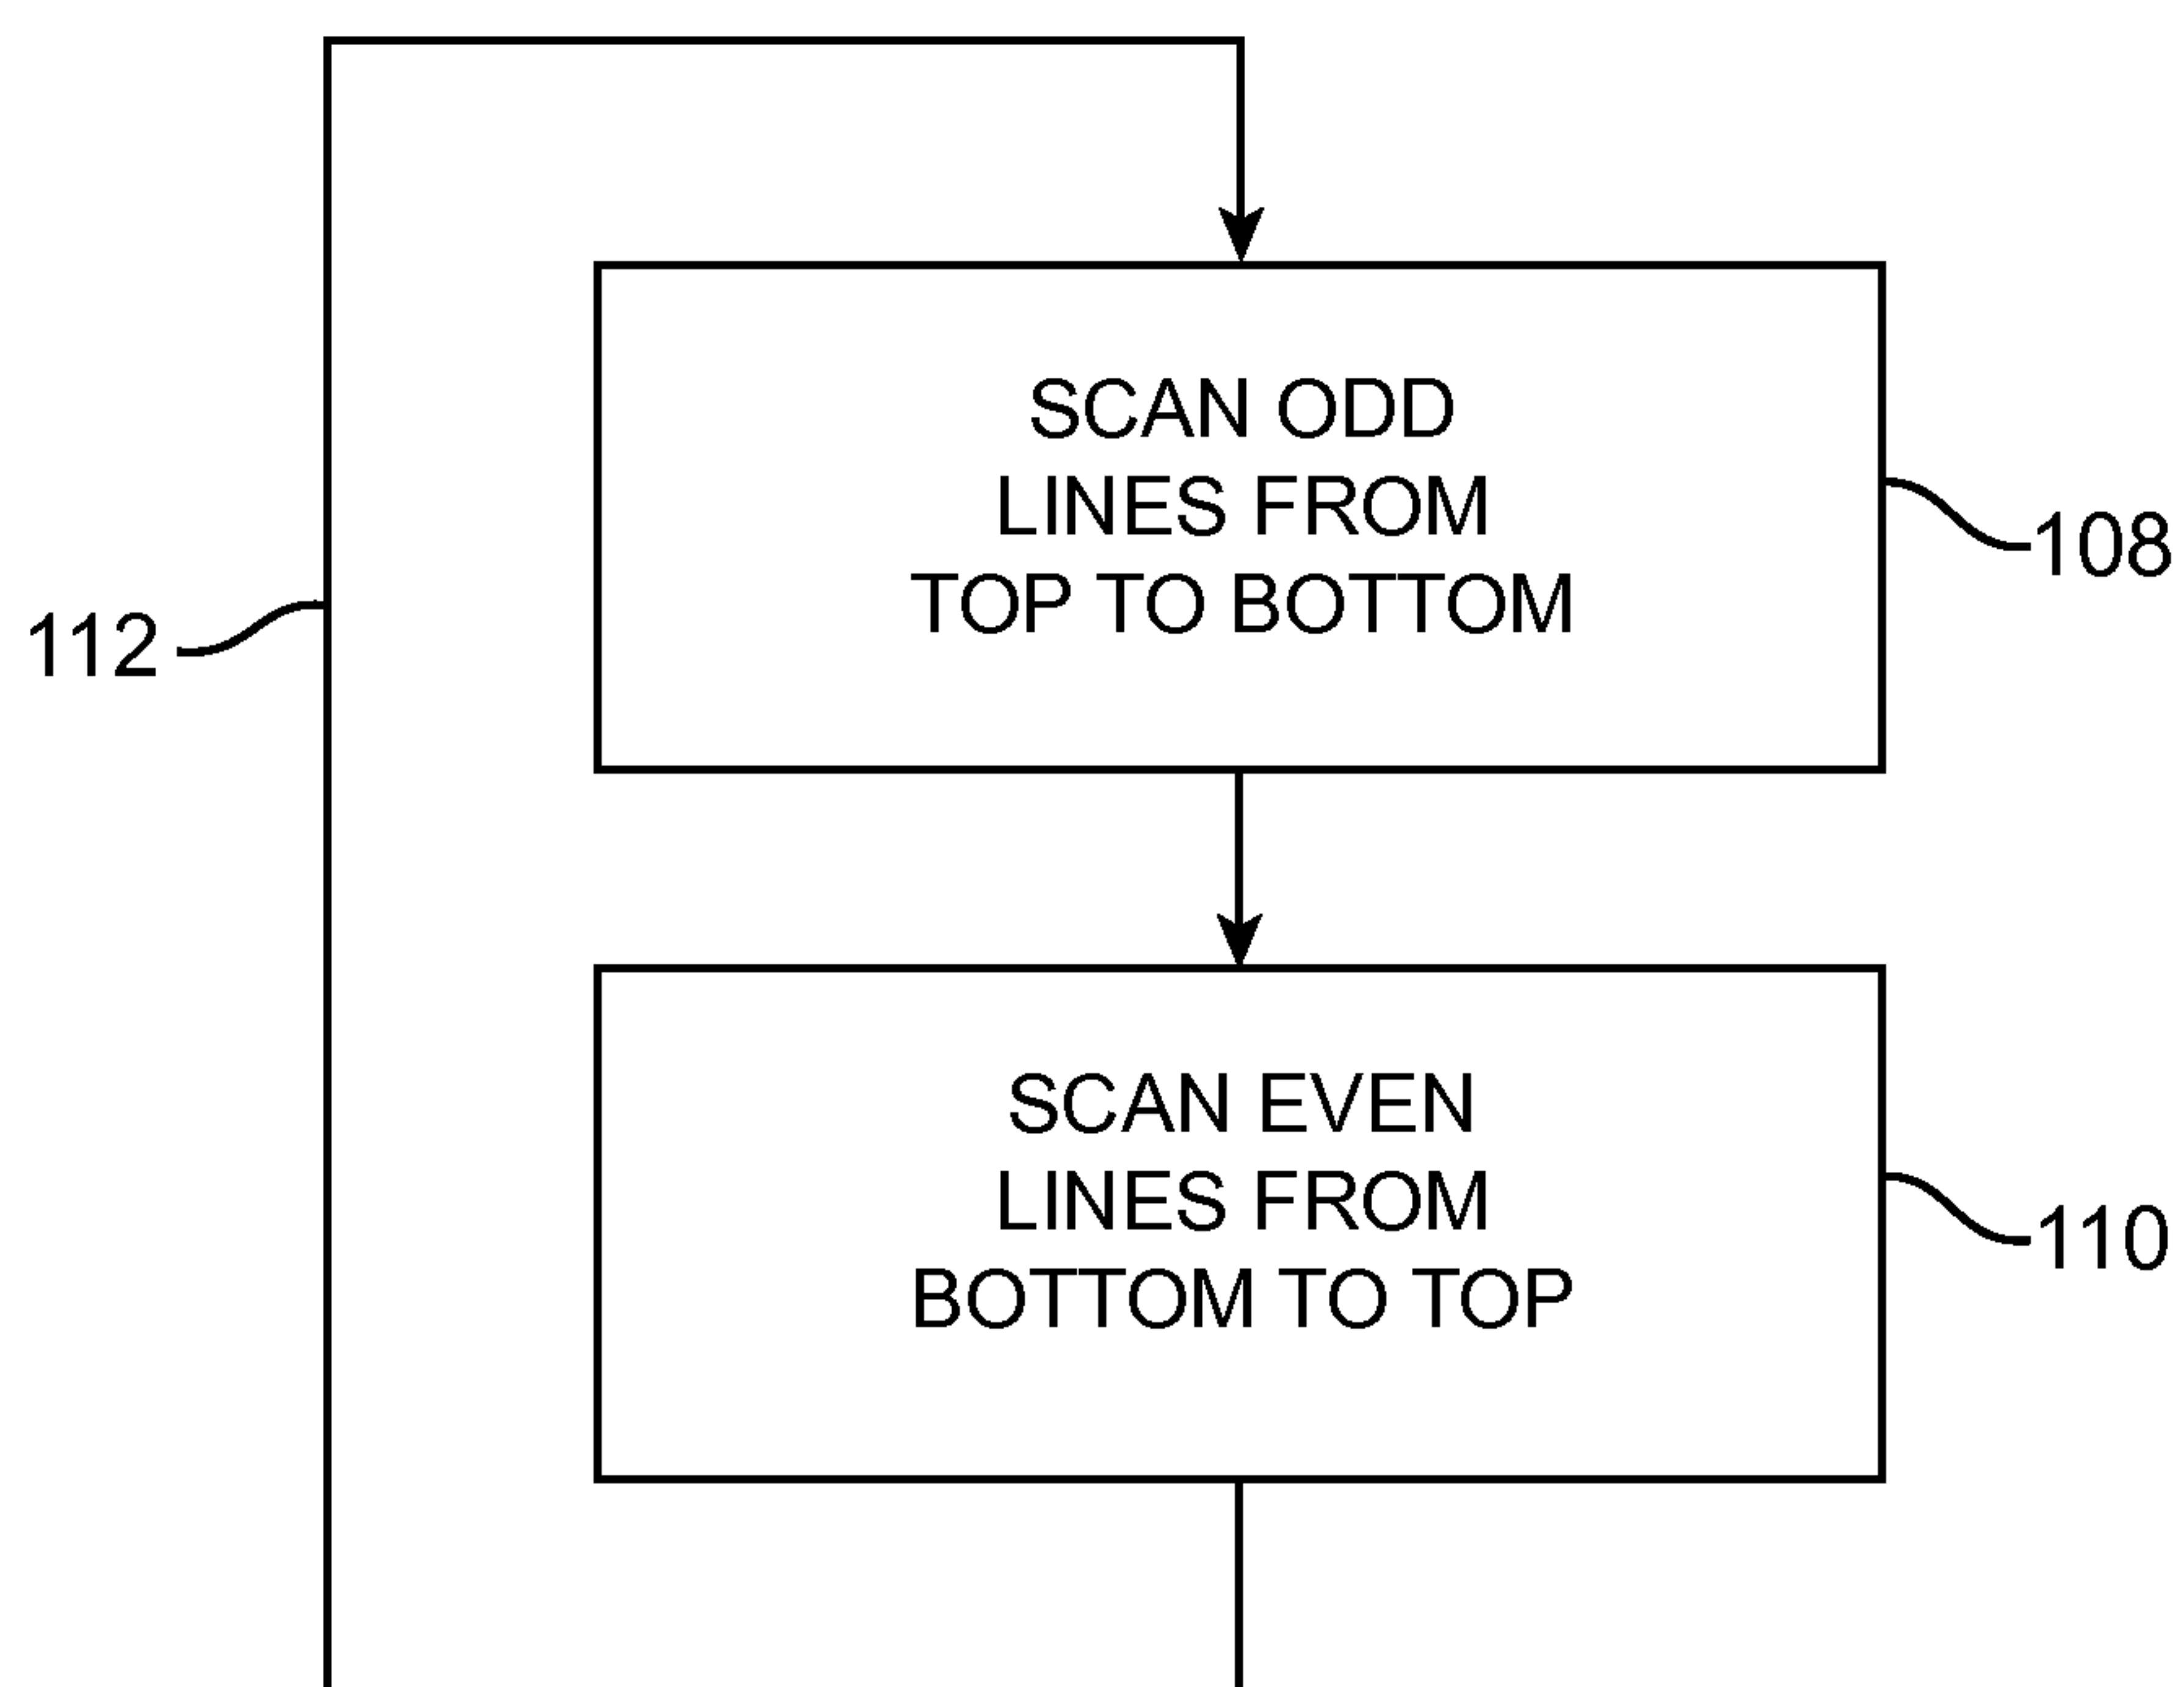 SCAN ODD
LINES FROM
TOP TO BOTTOM
108
112
SCAN EVEN
LINES FROM
BOTTOM TO TOP
110